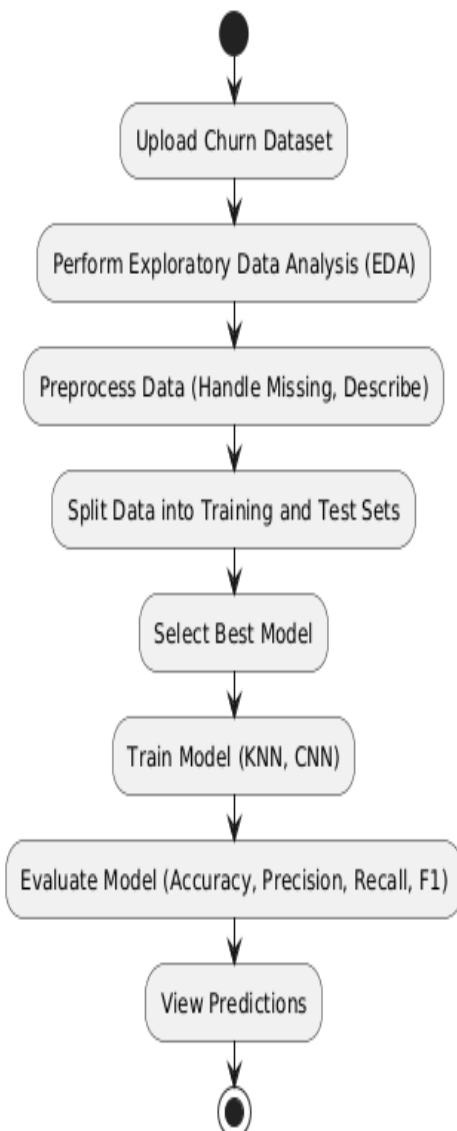 Upload Churn Dataset
Perform Exploratory Data Analysis (EDA)
Preprocess Data (Handle Missing, Describe)
Split Data into Training and Test Sets
Select Best Model
Train Model (KNN, CNN)
Evaluate Model (Accuracy, Precision, Recall, F1)
View Predictions